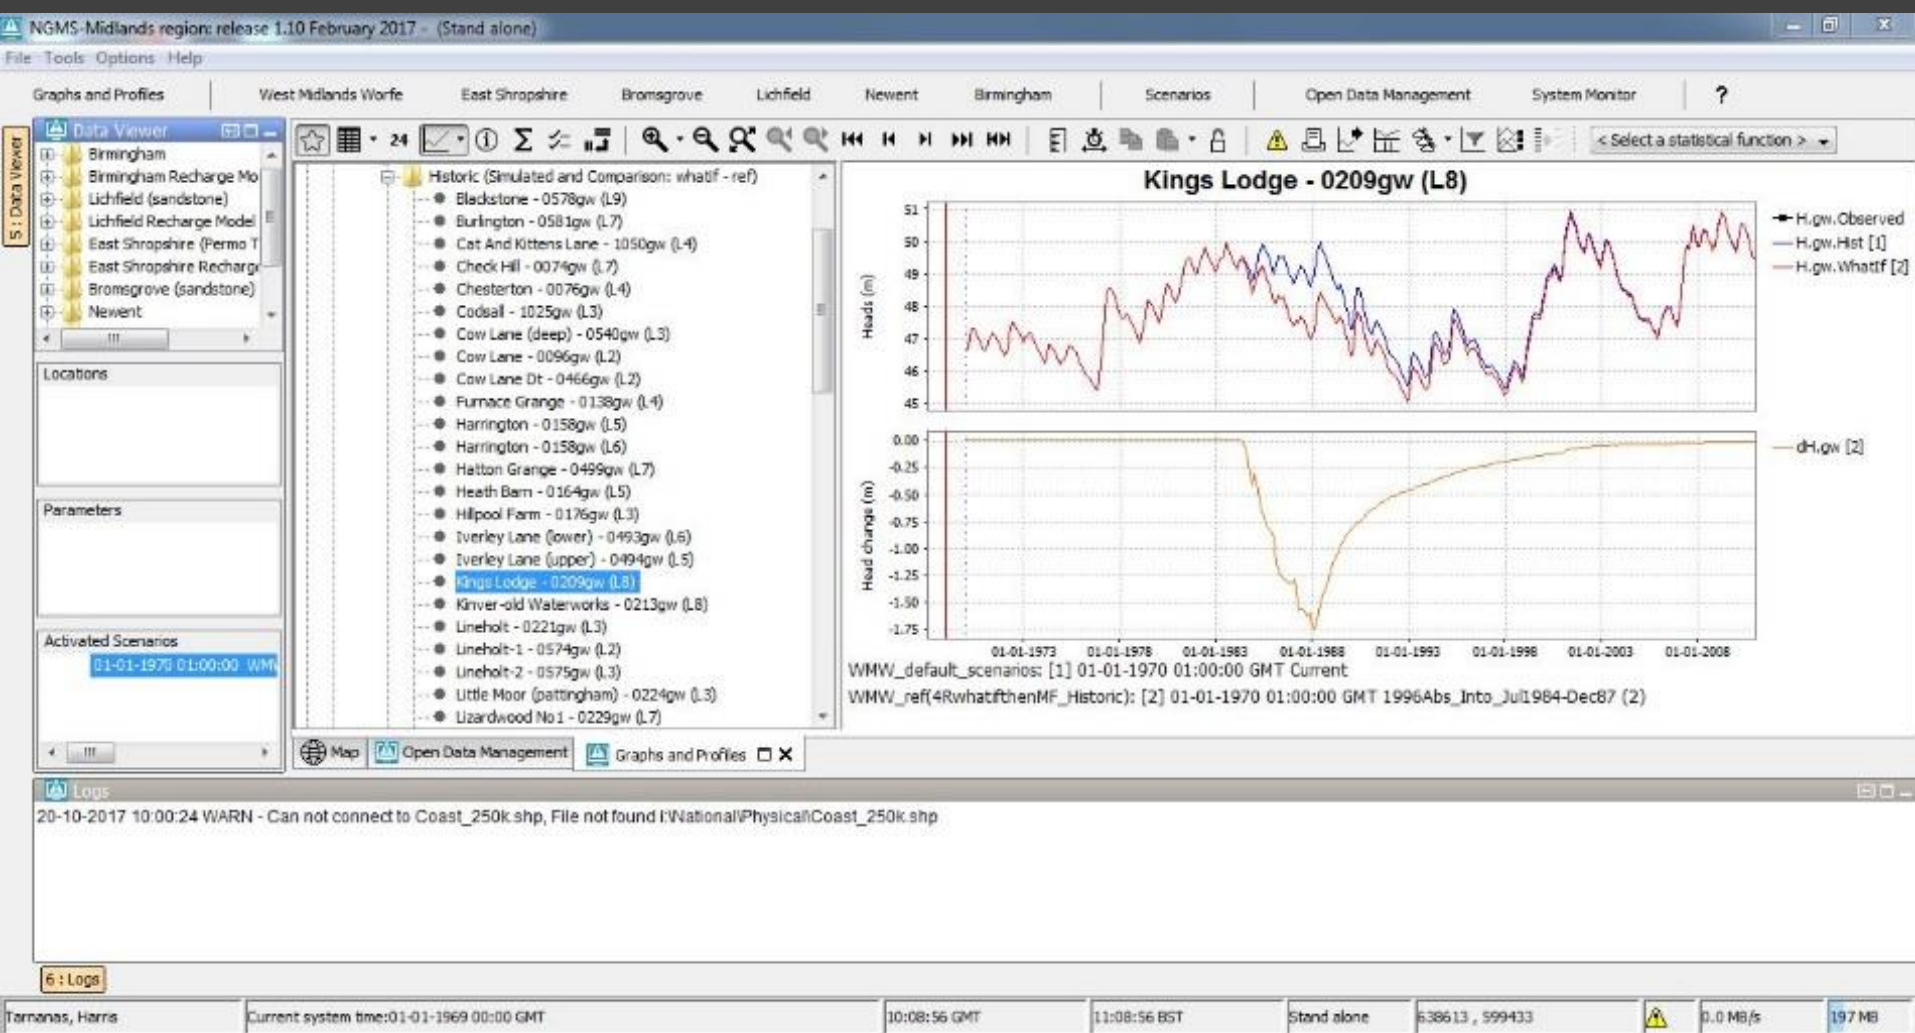 NGMS-Midlands region: release 1.10 February 2017 - (Stand alone)
File Tools Options Help
Graphs and Profiles West Midlands Worfe East Shropshire Bromsgrove Lichfield Newent Birmingham Scenarios Open Data Management System Monitor ?
5 : Data Viewer
Data Viewer
Birmingham
Birmingham Recharge Mo
Lichfield (sandstone)
Lichfield Recharge Model
East Shropshire (Permo T
East Shropshire Recharge
Bromsgrove (sandstone)
Newent
Locations
Parameters
Activated Scenarios
01-01-1970 01:00:00 WMW
24
< Select a statistical function >
Historic (Simulated and Comparison: whatif - ref)
Blackstone - 0578gw (L9)
Burlington - 0581gw (L7)
Cat And Kittens Lane - 1050gw (L4)
Check Hill - 0074gw (L7)
Chesterton - 0076gw (L4)
Codsall - 1025gw (L3)
Cow Lane (deep) - 0540gw (L3)
Cow Lane - 0096gw (L2)
Cow Lane Dt - 0466gw (L2)
Furnace Grange - 0138gw (L4)
Harrington - 0158gw (L5)
Harrington - 0158gw (L6)
Hatton Grange - 0499gw (L7)
Heath Barn - 0164gw (L5)
Hillpool Farm - 0176gw (L3)
Iverley Lane (lower) - 0493gw (L6)
Iverley Lane (upper) - 0494gw (L5)
Kings Lodge - 0209gw (L8)
Kinver-old Waterworks - 0213gw (L8)
Lineholt - 0221gw (L3)
Lineholt-1 - 0574gw (L2)
Lineholt-2 - 0575gw (L3)
Little Moor (pattingham) - 0224gw (L3)
Lizardwood No1 - 0229gw (L7)
Kings Lodge - 0209gw (L8)
Heads (m)
51
50
49
48
47
46
45
H.gw.Observed
H.gw.Hist [1]
H.gw.WhatIf [2]
Head change (m)
0.00
-0.25
-0.50
-0.75
-1.00
-1.25
-1.50
-1.75
dH.gw [2]
01-01-1973 01-01-1978 01-01-1983 01-01-1988 01-01-1993 01-01-1998 01-01-2003 01-01-2008
WMW_default_scenarios: [1] 01-01-1970 01:00:00 GMT Current
WMW_ref(4RwhatifthenMF_Historic): [2] 01-01-1970 01:00:00 GMT 1996Abs_Into_Jul1984-Dec87 (2)
Map Open Data Management Graphs and Profiles
Logs
20-10-2017 10:00:24 WARN - Can not connect to Coast_250k.shp, File not found i:\National\Physical\Coast_250k.shp
6 : Logs
Tarnanas, Harris Current system time:01-01-1969 00:00 GMT 10:08:56 GMT 11:08:56 BST Stand alone 638613 , 599433 0.0 MB/s 197 MB